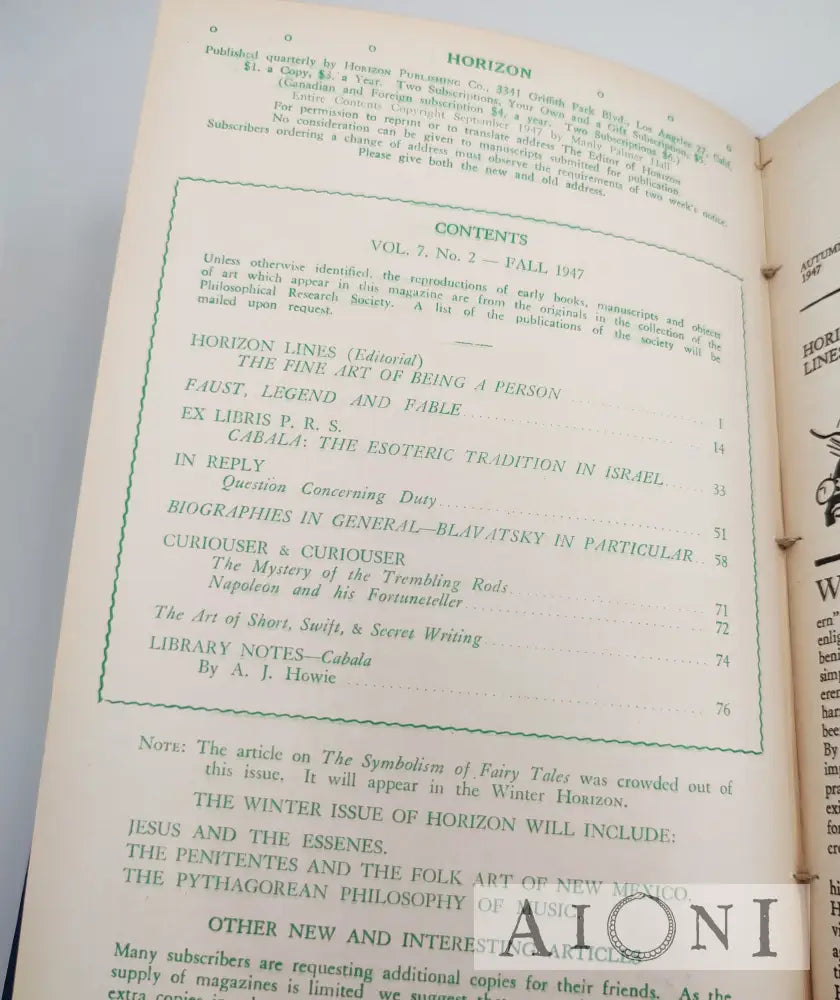 HORIZON
Published quarterly by HORIZON PUBLISHING CO., 3341 Griffith Park Blvd., Los Angeles 27, Calif.
$1. a Copy, $3. a Year. Two Subscriptions, Your Own and a Gift Subscription, $5.
(Canadian and Foreign subscription $4. a year. Two Subscriptions $6.)
Entire Contents Copyright September 1947 by Manly Palmer Hall
For permission to reprint or to translate address The Editor of Horizon
No consideration can be given to manuscripts submitted for publication.
Subscribers ordering a change of address must observe the requirements of two week's notice.
Please give both the new and old address.
CONTENTS
VOL. 7. No. 2 — FALL 1947
Unless otherwise identified, the reproductions of early books, manuscripts and objects
of art which appear in this magazine are from the originals in the collection of the
Philosophical Research Society. A list of the publications of the society will be
mailed upon request.
HORIZON LINES (Editorial)
THE FINE ART OF BEING A PERSON 1
FAUST, LEGEND AND FABLE 14
EX LIBRIS P. R. S.
CABALA: THE ESOTERIC TRADITION IN ISRAEL 33
IN REPLY
Question Concerning Duty 51
BIOGRAPHIES IN GENERAL—BLAVATSKY IN PARTICULAR 58
CURIOUSER & CURIOUSER
The Mystery of the Trembling Rods 71
Napoleon and his Fortuneteller 72
The Art of Short, Swift, & Secret Writing 74
LIBRARY NOTES—Cabala
By A. J. Howie 76
NOTE: The article on The Symbolism of Fairy Tales was crowded out of
this issue. It will appear in the Winter HORIZON.
THE WINTER ISSUE OF HORIZON WILL INCLUDE:
JESUS AND THE ESSENES.
THE PENITENTES AND THE FOLK ART OF NEW MEXICO.
THE PYTHAGOREAN PHILOSOPHY OF MUSIC
OTHER NEW AND INTERESTING ARTICLES
Many subscribers are requesting additional copies for their friends. As the
supply of magazines is limited we suggest
extra copies
AUTUMN
1947
HORI
LINES
W
ern"
enlig
beni
simp
eren
har
bee
By
imp
pra
exi
for
cre
his
H
vi
AIONI